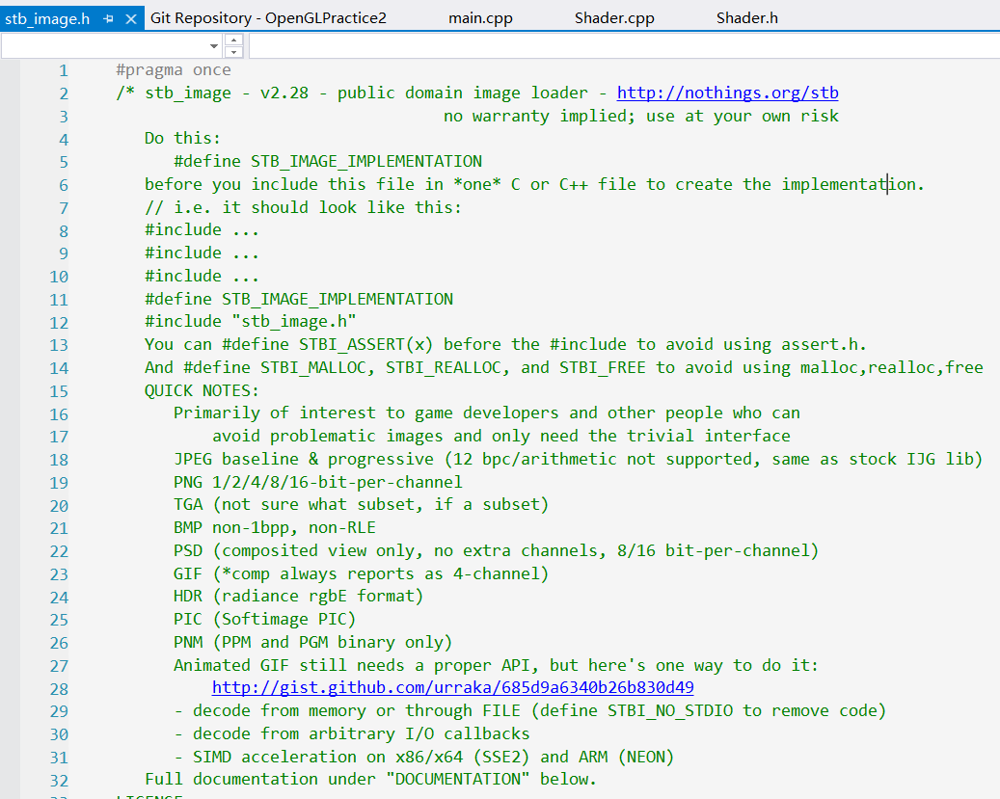 stb_image.h Git Repository - OpenGLPractice2 main.cpp Shader.cpp Shader.h
1 #pragma once
2 /* stb_image - v2.28 - public domain image loader - http://nothings.org/stb
3 no warranty implied; use at your own risk
4 Do this:
5 #define STB_IMAGE_IMPLEMENTATION
6 before you include this file in *one* C or C++ file to create the implementation.
7 // i.e. it should look like this:
8 #include ...
9 #include ...
10 #include ...
11 #define STB_IMAGE_IMPLEMENTATION
12 #include "stb_image.h"
13 You can #define STBI_ASSERT(x) before the #include to avoid using assert.h.
14 And #define STBI_MALLOC, STBI_REALLOC, and STBI_FREE to avoid using malloc,realloc,free
15 QUICK NOTES:
16 Primarily of interest to game developers and other people who can
17 avoid problematic images and only need the trivial interface
18 JPEG baseline & progressive (12 bpc/arithmetic not supported, same as stock IJG lib)
19 PNG 1/2/4/8/16-bit-per-channel
20 TGA (not sure what subset, if a subset)
21 BMP non-1bpp, non-RLE
22 PSD (composited view only, no extra channels, 8/16 bit-per-channel)
23 GIF (*comp always reports as 4-channel)
24 HDR (radiance rgbE format)
25 PIC (Softimage PIC)
26 PNM (PPM and PGM binary only)
27 Animated GIF still needs a proper API, but here's one way to do it:
28 http://gist.github.com/urraka/685d9a6340b26b830d49
29 - decode from memory or through FILE (define STBI_NO_STDIO to remove code)
30 - decode from arbitrary I/O callbacks
31 - SIMD acceleration on x86/x64 (SSE2) and ARM (NEON)
32 Full documentation under "DOCUMENTATION" below.